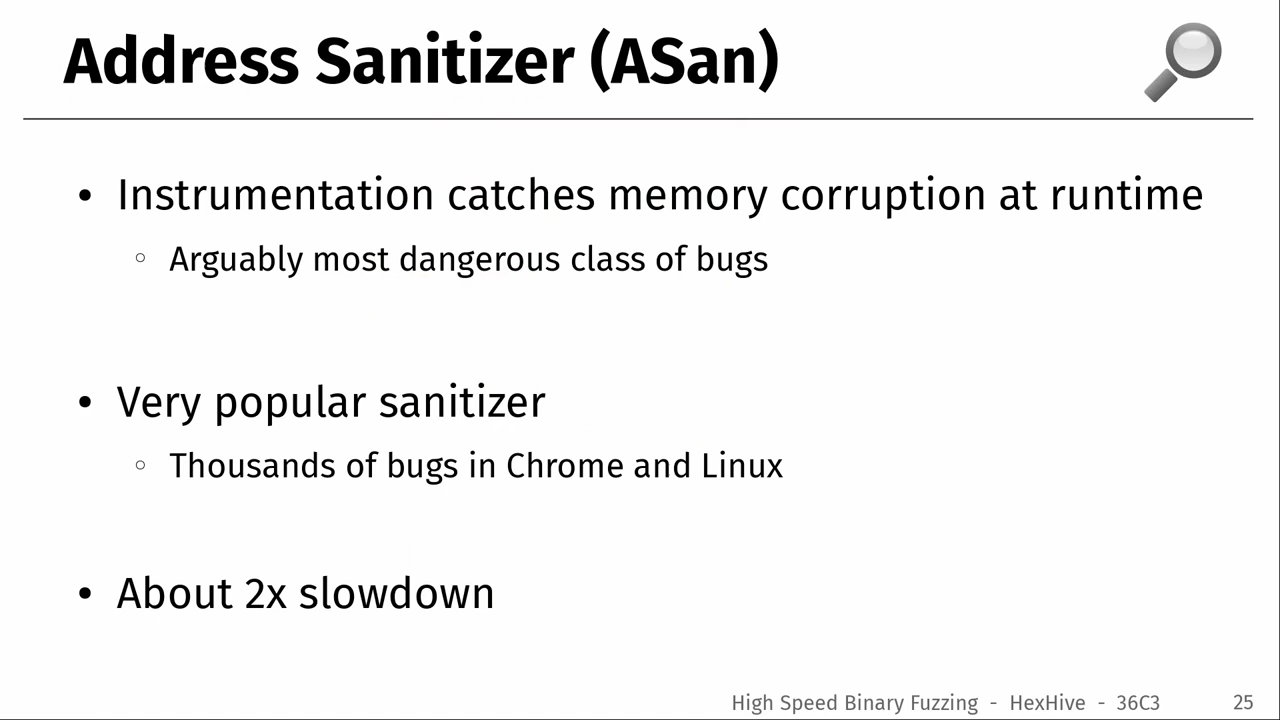 Address Sanitizer (ASan)
• Instrumentation catches memory corruption at runtime
○ Arguably most dangerous class of bugs
• Very popular sanitizer
○ Thousands of bugs in Chrome and Linux
• About 2x slowdown
High Speed Binary Fuzzing - HexHive - 36C3 25